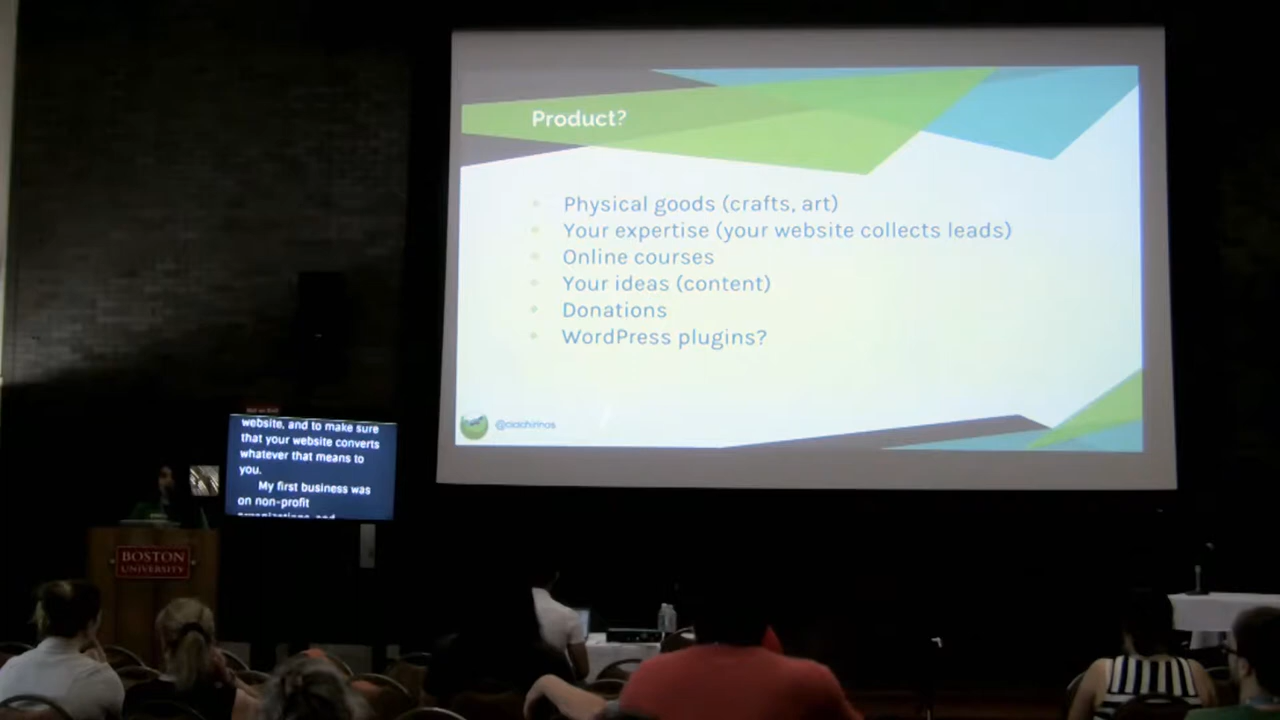 Product?
Physical goods (crafts, art)
Your expertise (your website collects leads)
Online courses
Your ideas (content)
Donations
WordPress plugins?
website, and to make sure
that your website converts
whatever that means to
you.
My first business was
on non-profit
organizations, and
BOSTON
UNIVERSITY